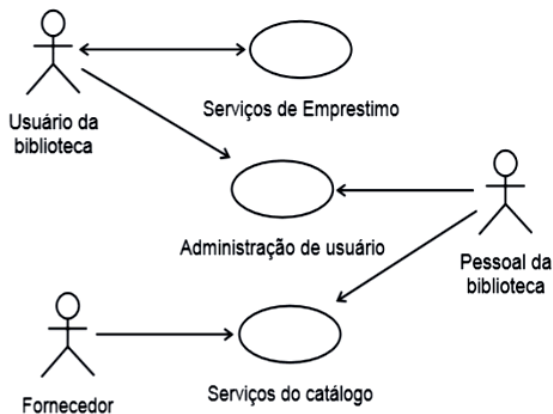 Serviços de Emprestimo
Usuário da
biblioteca
Administração de usuário
Pessoal da
biblioteca
Serviços do catálogo
Fornecedor